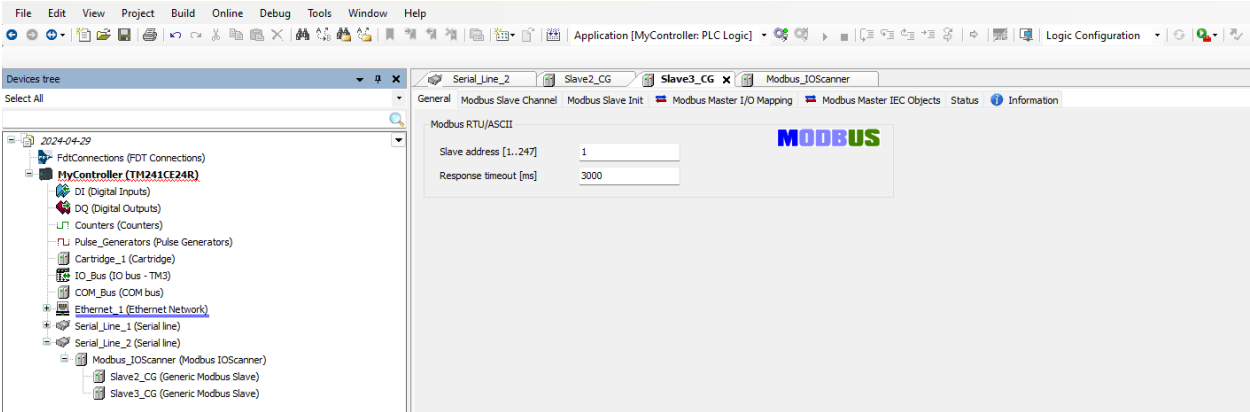 File Edit View Project Build Online Debug Tools Window Help
Application [MyController: PLC Logic] Logic Configuration
Devices tree
Select All
2024-04-29
FdtConnections (FDT Connections)
MyController (TM241CE24R)
DI (Digital Inputs)
DQ (Digital Outputs)
Counters (Counters)
Pulse_Generators (Pulse Generators)
Cartridge_1 (Cartridge)
IO_Bus (IO bus - TM3)
COM_Bus (COM bus)
Ethernet_1 (Ethernet Network)
Serial_Line_1 (Serial line)
Serial_Line_2 (Serial line)
Modbus_IOScanner (Modbus IOScanner)
Slave2_CG (Generic Modbus Slave)
Slave3_CG (Generic Modbus Slave)
Serial_Line_2 Slave2_CG Slave3_CG Modbus_IOScanner
General Modbus Slave Channel Modbus Slave Init Modbus Master I/O Mapping Modbus Master IEC Objects Status Information
Modbus RTU/ASCII
MODBUS
Slave address [1..247] 1
Response timeout [ms] 3000